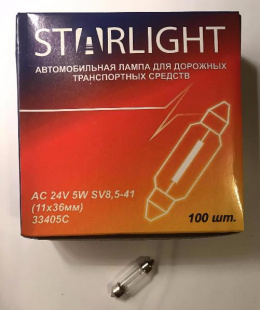 STARLIGHT
АВТОМОБИЛЬНАЯ ЛАМПА ДЛЯ ДОРОЖНЫХ
ТРАНСПОРТНЫХ СРЕДСТВ
AC 24V 5W SV8,5-41
(11x36мм)
33405C
100 шт.